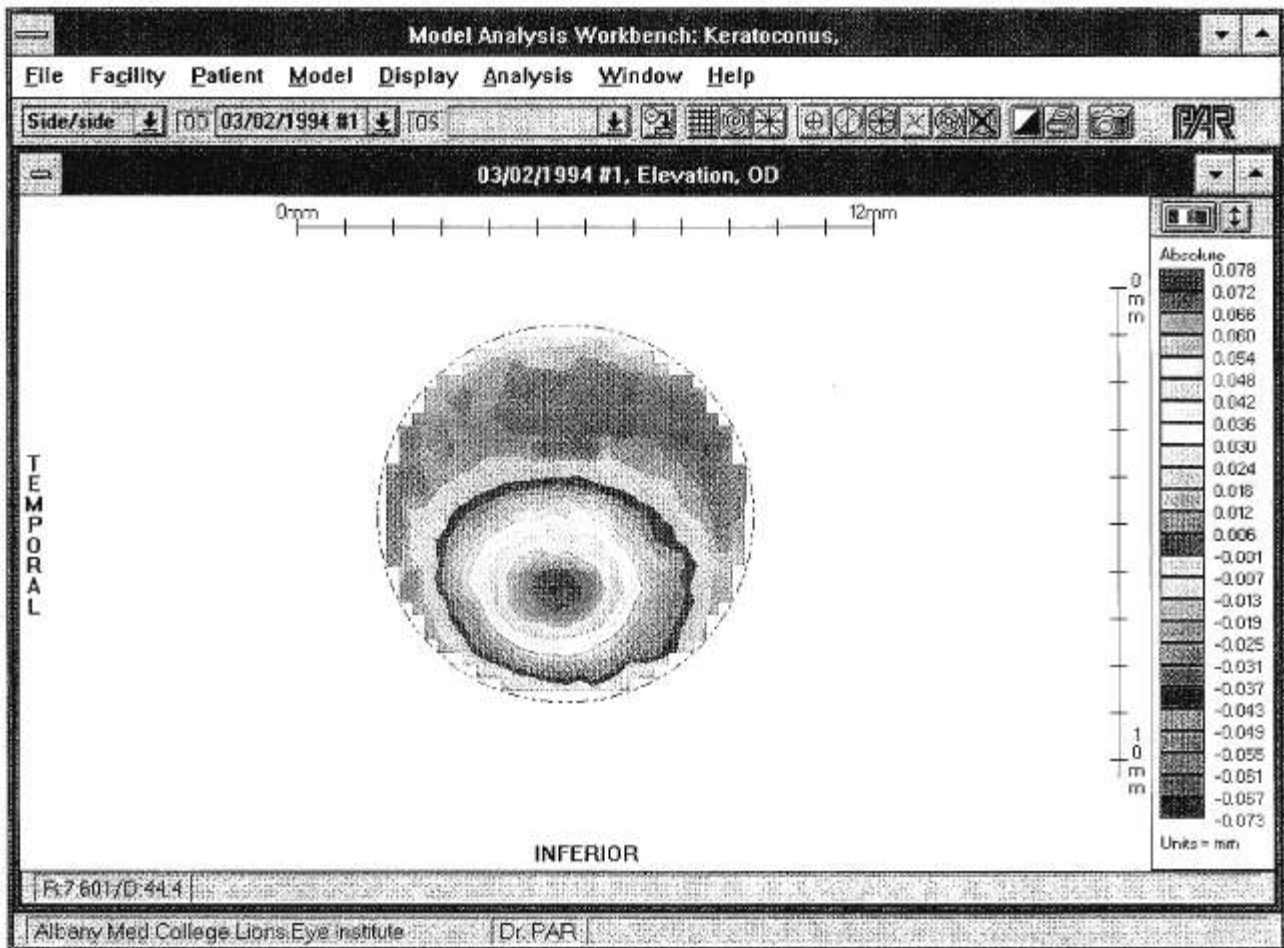 Model Analysis Workbench: Keratoconus,
File Facility Patient Model Display Analysis Window Help
Side/side OD 03/02/1994 #1 OS PAR
03/02/1994 #1, Elevation, OD
0mm 12mm
Absolute
0.078
0.072
0.066
0.060
0.054
0.048
0.042
0.036
0.030
0.024
0.018
0.012
0.006
-0.001
-0.007
-0.013
-0.019
-0.025
-0.031
-0.037
-0.043
-0.049
-0.055
-0.061
-0.067
-0.073
Units = mm
0mm
10mm
TEMPORAL
INFERIOR
R:7.601/D:44.4
Albany Med College Lions Eye institute Dr. PAR